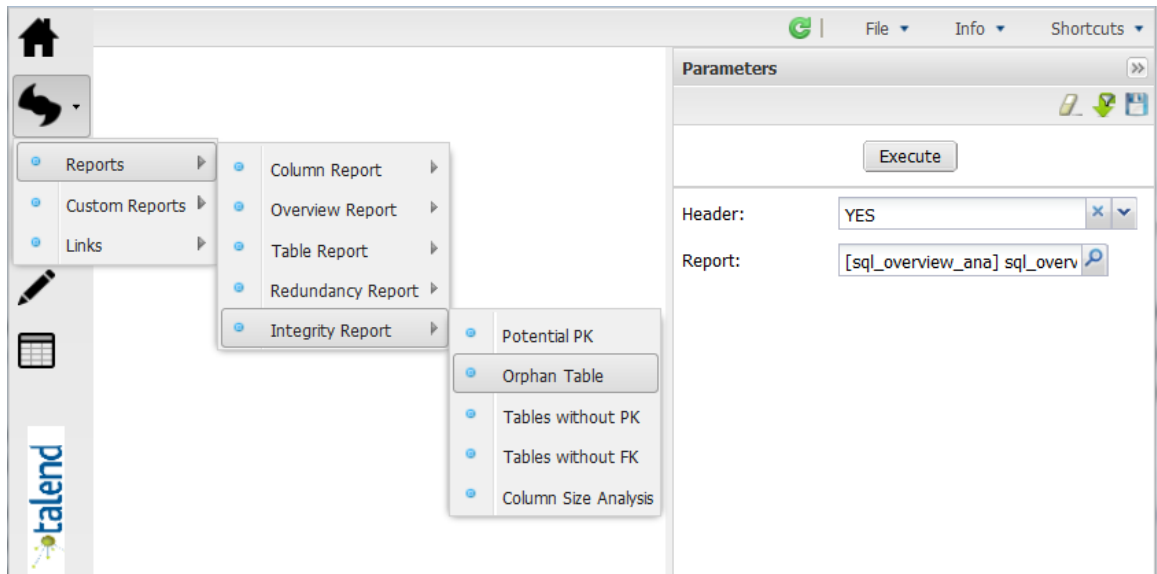 File
Info
Shortcuts
Parameters
Execute
Header:
YES
Report:
[sql_overview_ana] sql_overv
Reports
Custom Reports
Links
Column Report
Overview Report
Table Report
Redundancy Report
Integrity Report
Potential PK
Orphan Table
Tables without PK
Tables without FK
Column Size Analysis
talend